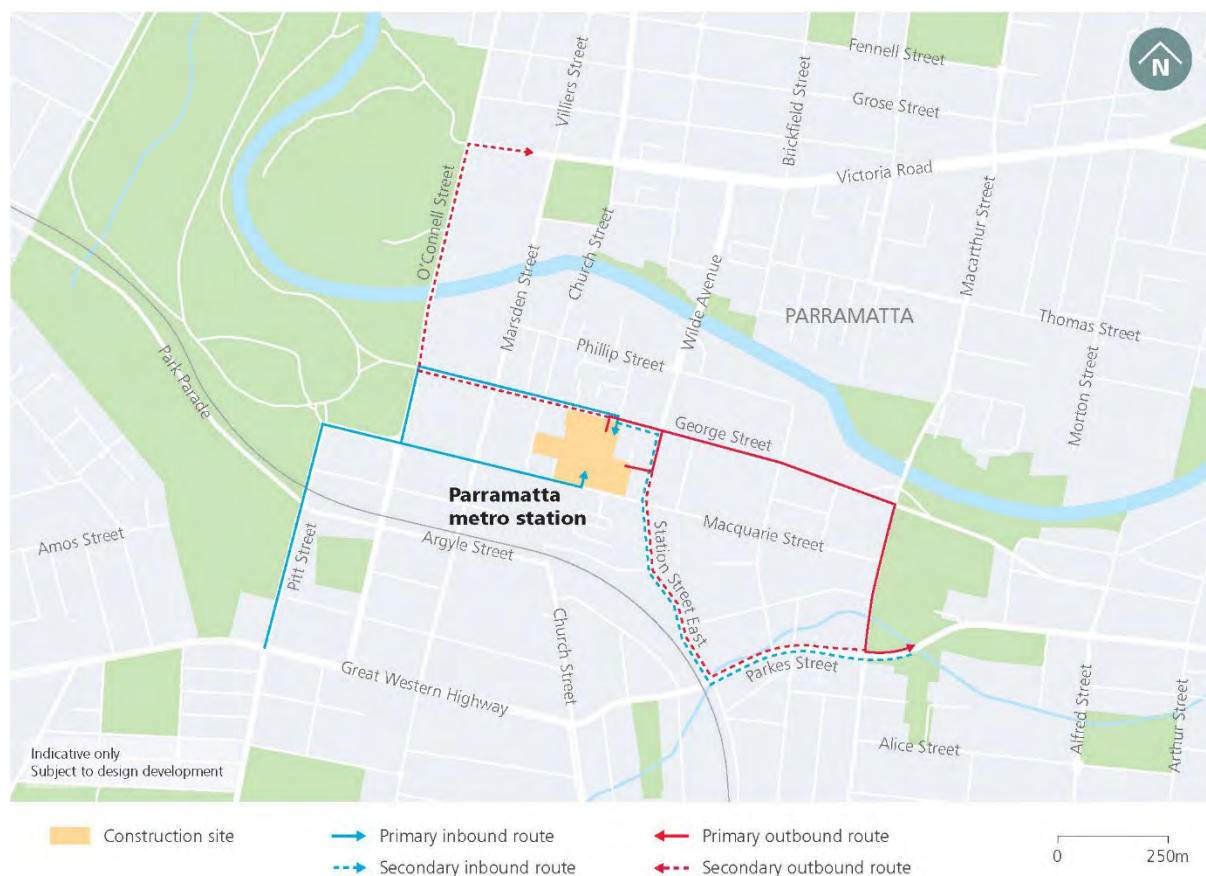 N
Fennell Street
Villiers Street
Grose Street
Brickfield Street
Victoria Road
O'Connell Street
Macarthur Street
Church Street
Marsden Street
Wilde Avenue
PARRAMATTA
Thomas Street
Phillip Street
Park Parade
Morton Street
George Street
Parramatta
metro station
Macquarie Street
Amos Street
Argyle Street
Pitt Street
Station Street East
Church Street
Parkes Street
Great Western Highway
Alfred Street
Arthur Street
Alice Street
Indicative only
Subject to design development
Construction site
Primary inbound route
Primary outbound route
Secondary inbound route
Secondary outbound route
0 250m